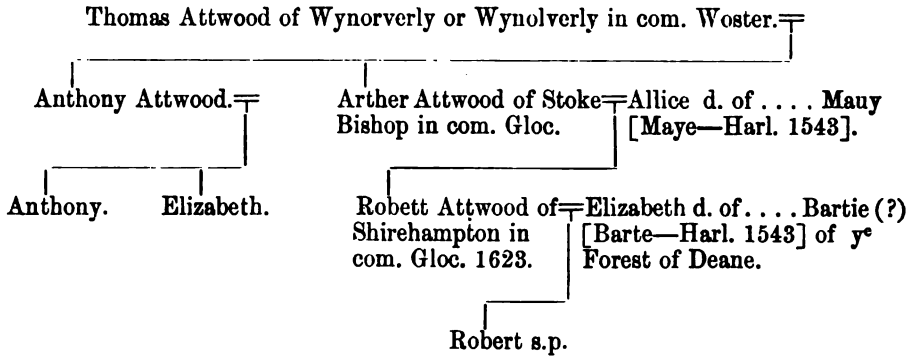 Thomas Attwood of Wynorverly or Wynolverly in com. Woster.
Anthony Attwood.
Arther Attwood of Stoke
Bishop in com. Gloc.
Allice d. of . . . . Mauy
[Maye—Harl. 1543].
Anthony.
Elizabeth.
Robett Attwood of
Shirehampton in
com. Gloc. 1623.
Elizabeth d. of . . . . Bartie (?)
[Barte—Harl. 1543] of yᵉ
Forest of Deane.
Robert s.p.